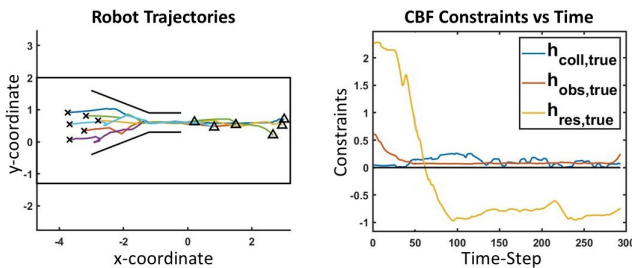 Robot Trajectories
y-coordinate
3
2
1
0
-1
-2
-4
-2
0
2
x-coordinate
CBF Constraints vs Time
Constraints
2
1.5
1
0.5
0
-0.5
-1
h_coll,true
h_obs,true
h_res,true
0
50
100
150
200
250
300
Time-Step